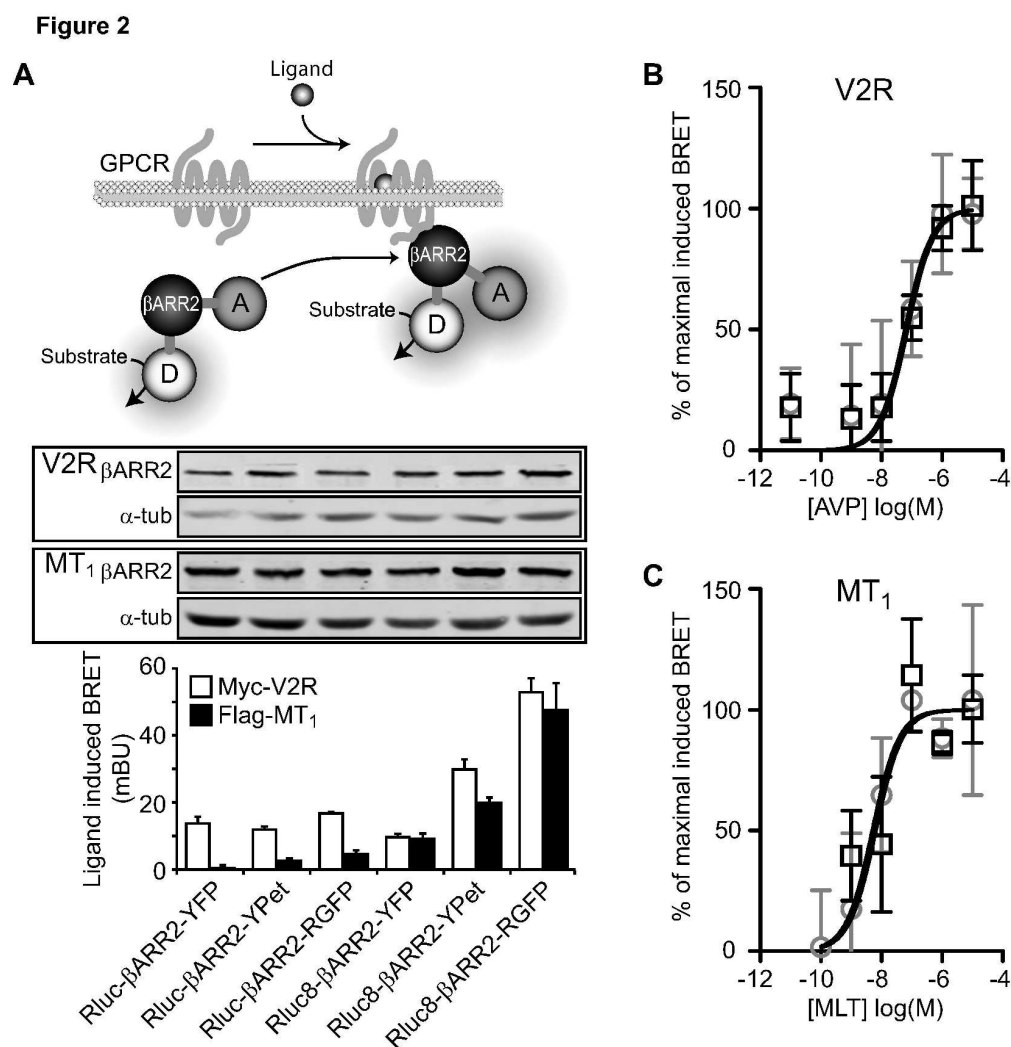 Figure 2
A
Ligand
GPCR
βARR2
A
Substrate
D
βARR2
A
Substrate
D
V2R βARR2
α-tub
MT1 βARR2
α-tub
Ligand induced BRET
(mBU)
60
40
20
0
Myc-V2R
Flag-MT1
Rluc-βARR2-YFP
Rluc-βARR2-YPet
Rluc-βARR2-RGFP
Rluc8-βARR2-YFP
Rluc8-βARR2-YPet
Rluc8-βARR2-RGFP
B
V2R
% of maximal induced BRET
150
100
50
0
-12 -10 -8 -6 -4
[AVP] log(M)
C
MT1
% of maximal induced BRET
150
100
50
0
-12 -10 -8 -6 -4
[MLT] log(M)